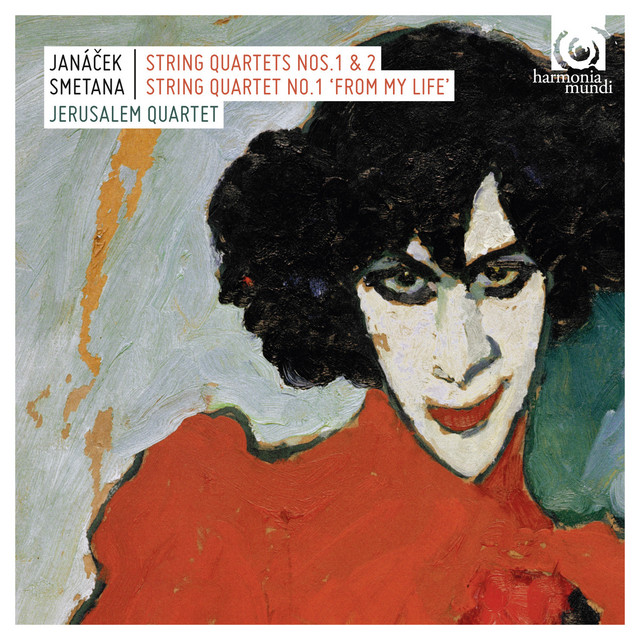 JANÁČEK | STRING QUARTETS NOS.1 & 2
SMETANA | STRING QUARTET NO.1 ‘FROM MY LIFE’
JERUSALEM QUARTET
harmonia
mundi